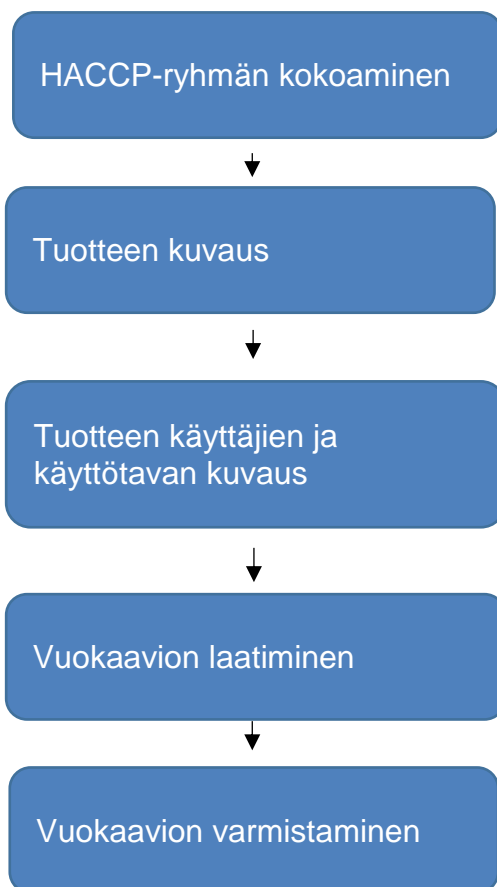 HACCP-ryhmän kokoaminen
Tuotteen kuvaus
Tuotteen käyttäjien ja
käyttötavan kuvaus
Vuokaavion laatiminen
Vuokaavion varmistaminen